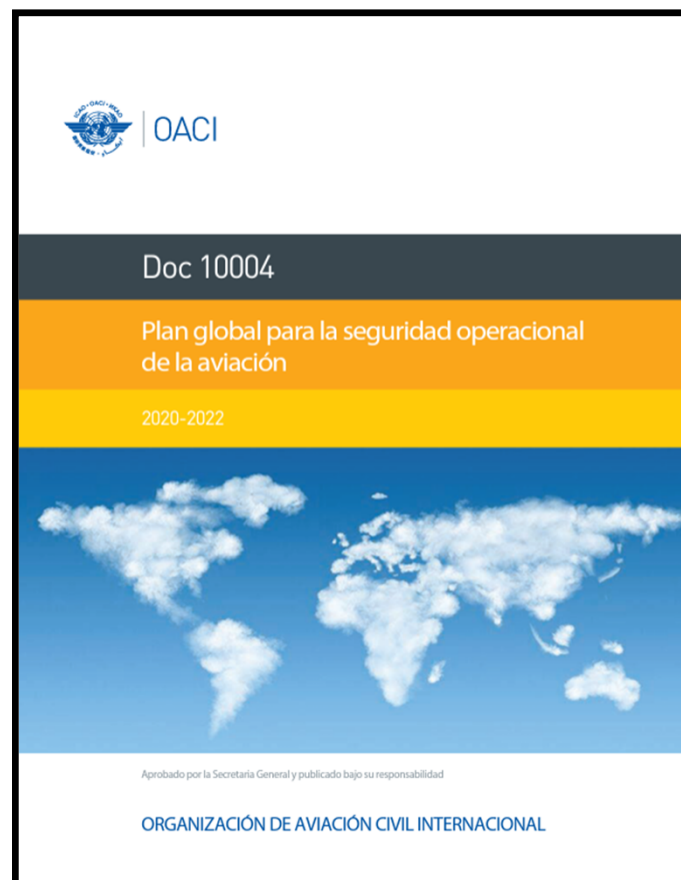 OACI
Doc 10004
Plan global para la seguridad operacional
de la aviación
2020-2022
Aprobado por la Secretaria General y publicado bajo su responsabilidad
ORGANIZACIÓN DE AVIACIÓN CIVIL INTERNACIONAL